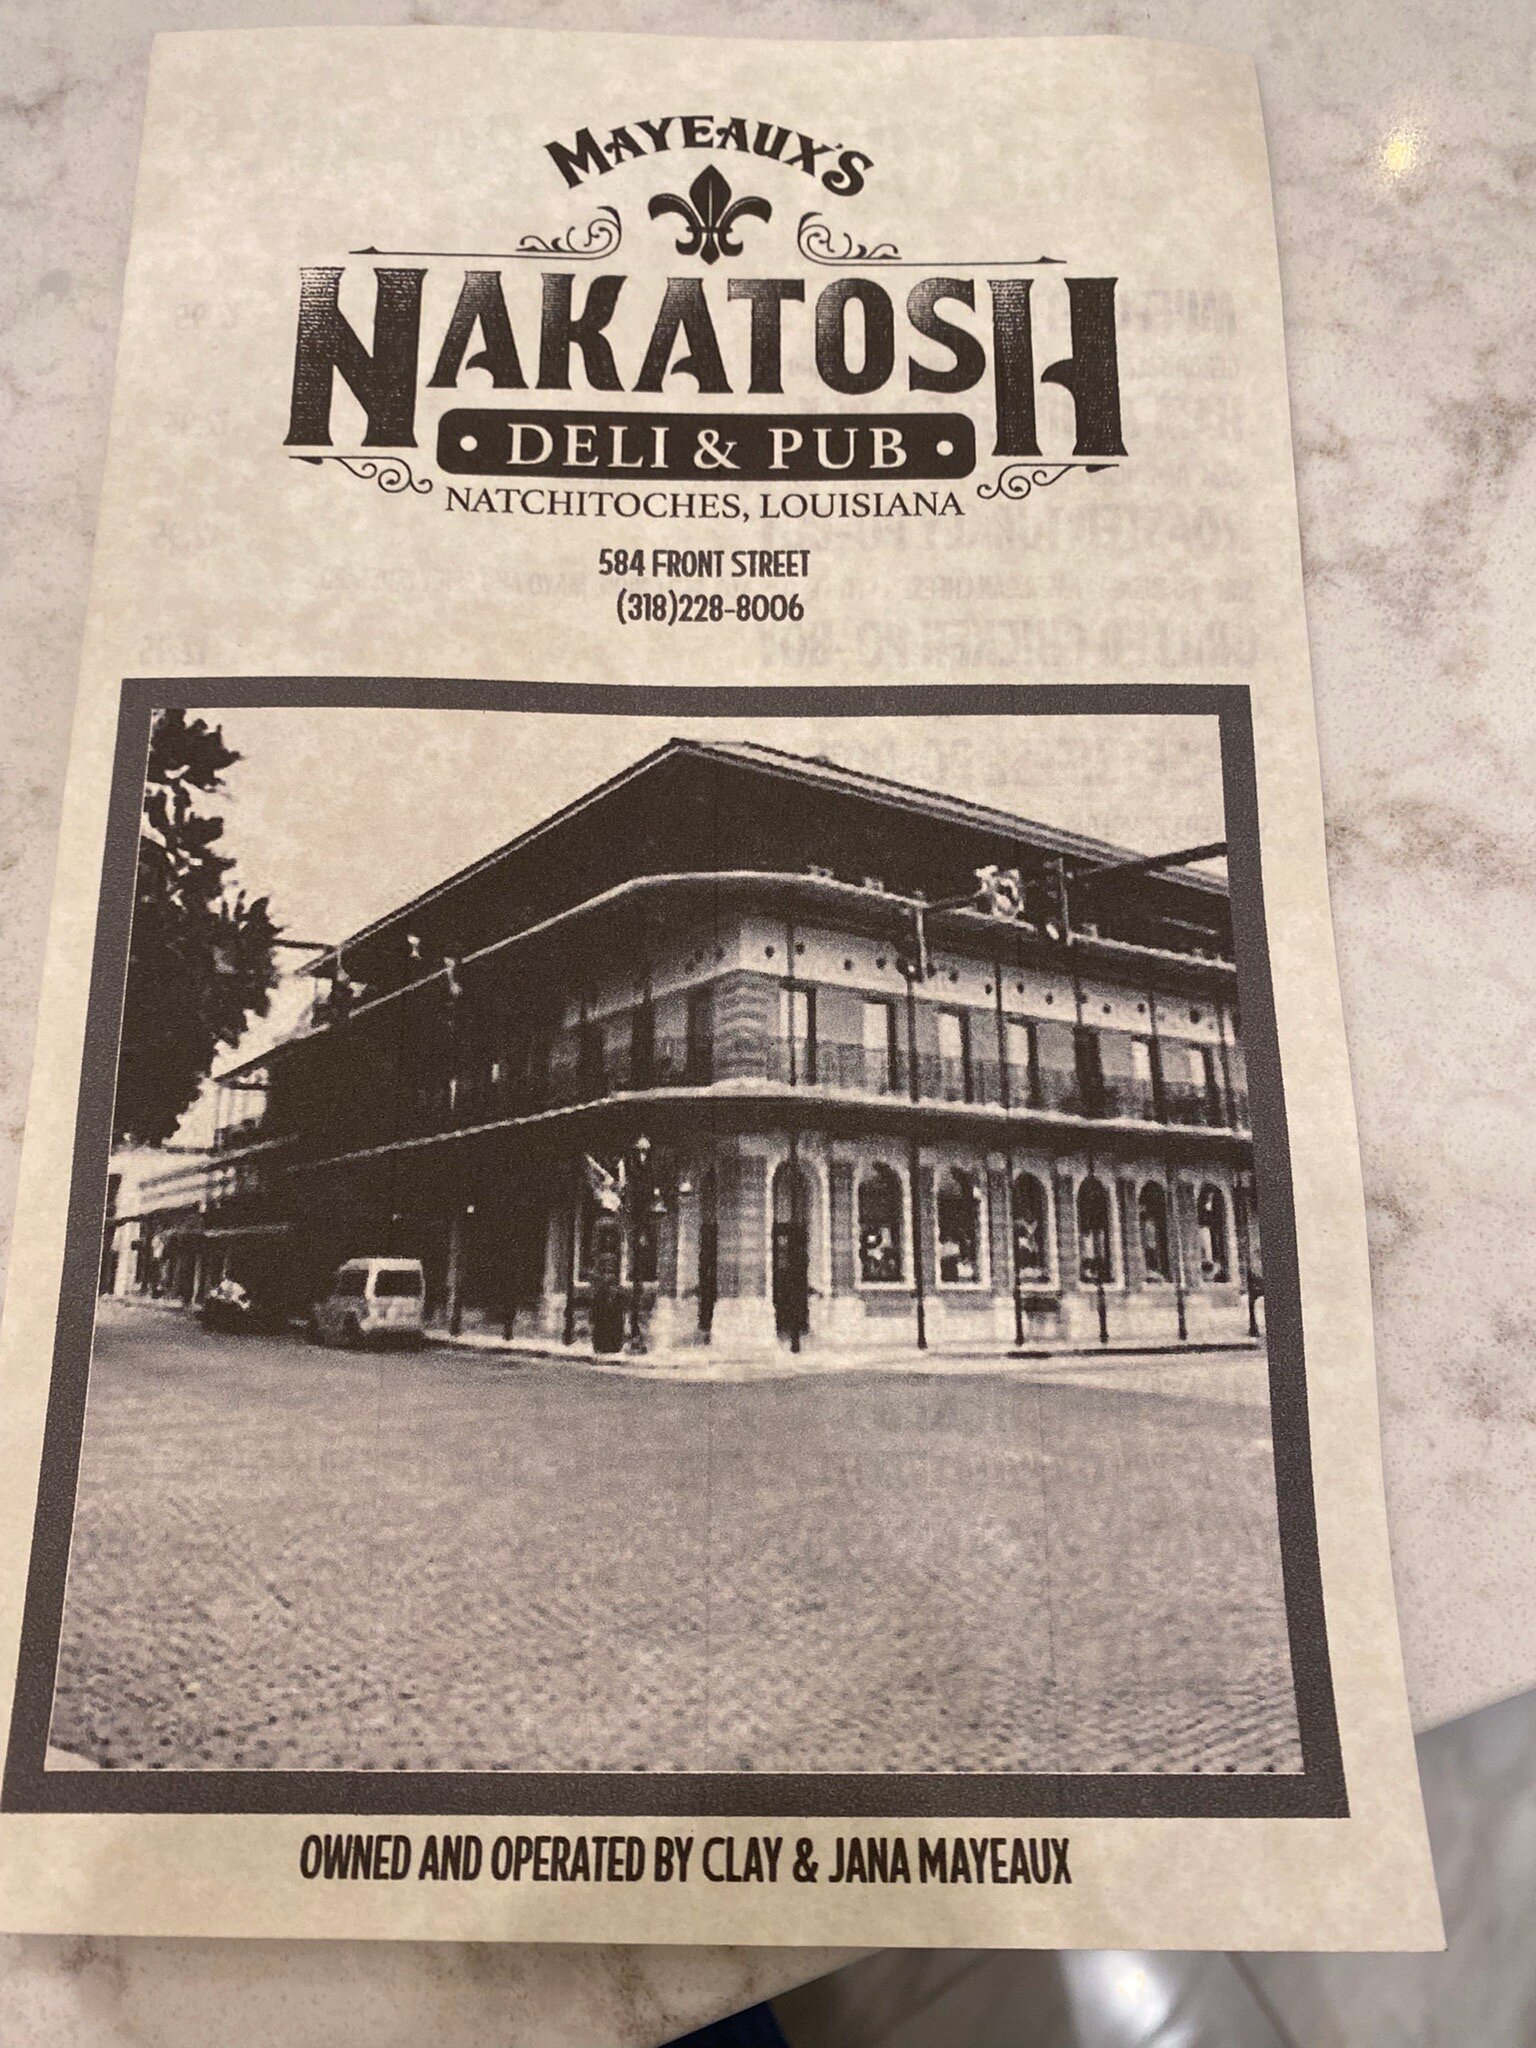 MAYEAUX'S
NAKATOSH
• DELI & PUB •
NATCHITOCHES, LOUISIANA
584 FRONT STREET
(318)228-8006
OWNED AND OPERATED BY CLAY & JANA MAYEAUX